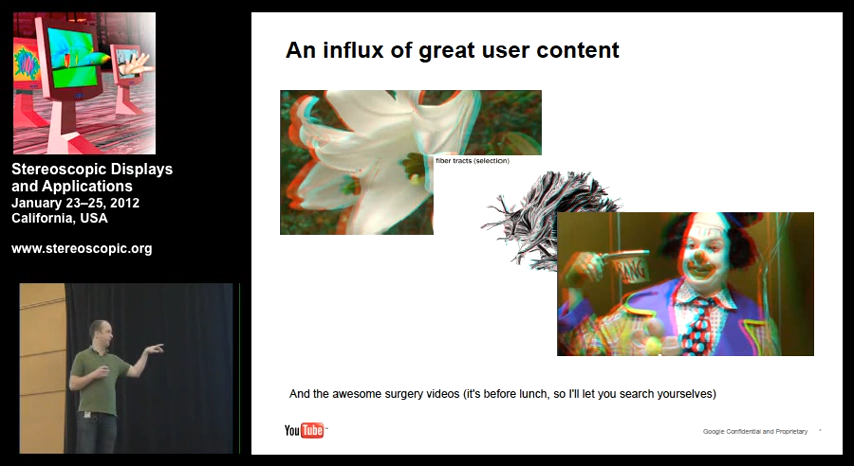 Stereoscopic Displays
and Applications
January 23–25, 2012
California, USA
www.stereoscopic.org
An influx of great user content
fiber tracts (selection)
BANG
And the awesome surgery videos (it's before lunch, so I'll let you search yourselves)
YouTube
Google Confidential and Proprietary